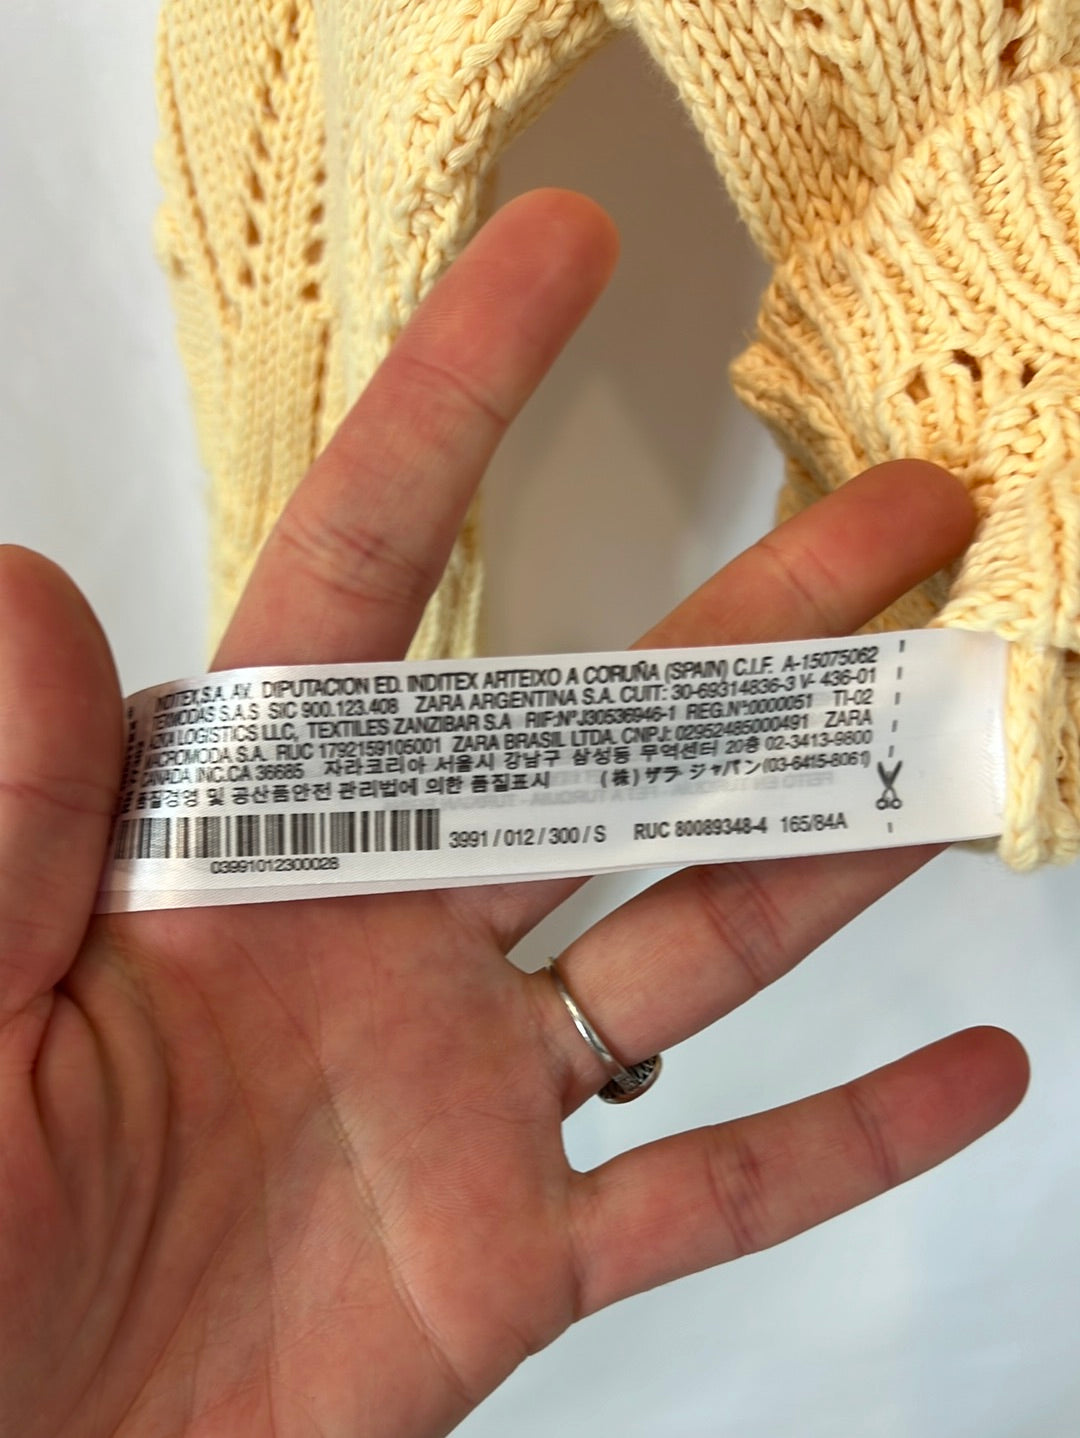 INDITEX S.A. AV. DIPUTACION ED. INDITEX ARTEIXO A CORUÑA (SPAIN) C.I.F. A-15075062
TERMODAS S.A.S SIC 900.123.408 ZARA ARGENTINA S.A. CUIT: 30-69314836-3 V- 436-01
LOGISTICS LLC, TEXTILES ZANZIBAR S.A RIF:Nº J30536946-1 REG.Nº:0000051 TI-02
MACROMODA S.A. RUC 1792159105001 ZARA BRASIL LTDA. CNPJ: 02952485000491 ZARA
CANADA, INC.CA 36685 자라코리아 서울시 강남구 삼성동 무역센터 20층 02-3413-9800
품질경영 및 공산품안전 관리법에 의한 품질표시 (株) ザラ ジャパン(03-6415-8061)
3991 / 012 / 300 / S RUC 80089348-4 165/84A
03991012300028